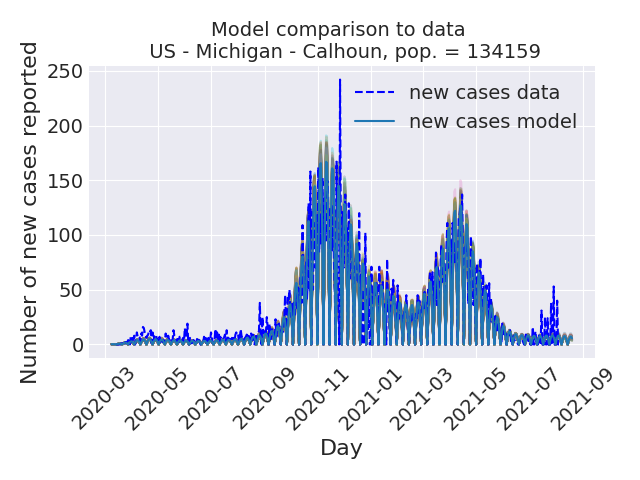 Model comparison to data
US - Michigan - Calhoun, pop. = 134159
Number of new cases reported
250
200
150
100
50
0
new cases data
new cases model
2020-03
2020-05
2020-07
2020-09
2020-11
2021-01
2021-03
2021-05
2021-07
2021-09
Day